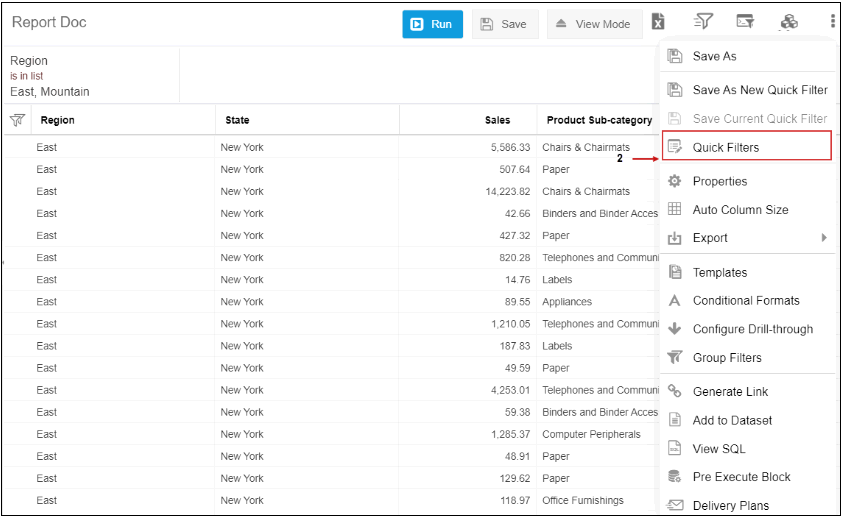 Report Doc Run Save View Mode
Region
is in list
East, Mountain
Region State Sales Product Sub-category
East New York 5,586.33 Chairs & Chairmats
East New York 507.64 Paper
East New York 14,223.82 Chairs & Chairmats
East New York 42.66 Binders and Binder Acces
East New York 427.32 Paper
East New York 820.28 Telephones and Communi
East New York 14.76 Labels
East New York 89.55 Appliances
East New York 1,210.05 Telephones and Communi
East New York 187.83 Labels
East New York 49.59 Paper
East New York 4,253.01 Telephones and Communi
East New York 59.38 Binders and Binder Acces
East New York 1,285.37 Computer Peripherals
East New York 48.91 Paper
East New York 129.62 Paper
East New York 118.97 Office Furnishings
Save As
Save As New Quick Filter
Save Current Quick Filter
2
Quick Filters
Properties
Auto Column Size
Export
Templates
Conditional Formats
Configure Drill-through
Group Filters
Generate Link
Add to Dataset
View SQL
Pre Execute Block
Delivery Plans